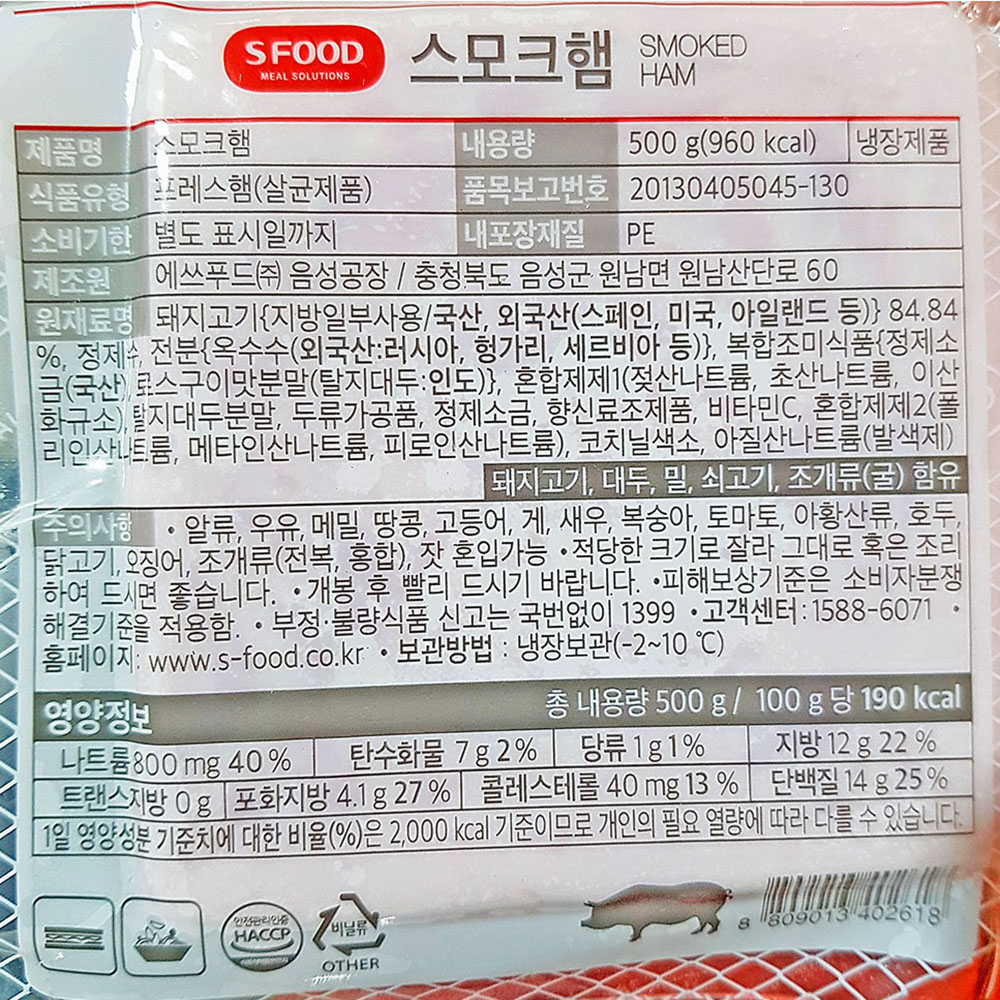 S FOOD
MEAL SOLUTIONS
스모크햄
SMOKED
HAM
제품명 스모크햄 내용량 500 g(960 kcal) 냉장제품
식품유형 프레스햄(살균제품) 품목보고번호 20130405045-130
소비기한 별도 표시일까지 내포장재질 PE
제조원 에쓰푸드㈜ 음성공장 / 충청북도 음성군 원남면 원남산단로 60
원재료명 돼지고기{지방일부사용/국산, 외국산(스페인, 미국, 아일랜드 등)} 84.84
%, 정제수, 전분{옥수수(외국산:러시아, 헝가리, 세르비아 등)}, 복합조미식품{정제소
금(국산), 로스구이맛분말(탈지대두:인도)}, 혼합제제1(젖산나트륨, 초산나트륨, 이산
화규소), 탈지대두분말, 두류가공품, 정제소금, 향신료조제품, 비타민C, 혼합제제2(폴
리인산나트륨, 메타인산나트륨, 피로인산나트륨), 코치닐색소, 아질산나트륨(발색제)
돼지고기, 대두, 밀, 쇠고기, 조개류(굴) 함유
주의사항 • 알류, 우유, 메밀, 땅콩, 고등어, 게, 새우, 복숭아, 토마토, 아황산류, 호두,
닭고기, 오징어, 조개류(전복, 홍합), 잣 혼입가능 •적당한 크기로 잘라 그대로 혹은 조리
하여 드시면 좋습니다. •개봉 후 빨리 드시기 바랍니다. •피해보상기준은 소비자분쟁
해결기준을 적용함. • 부정·불량식품 신고는 국번없이 1399 •고객센터:1588-6071 •
홈페이지: www.s-food.co.kr • 보관방법 : 냉장보관(-2~10 ℃)
영양정보 총 내용량 500 g / 100 g 당 190 kcal
나트륨 800 mg 40 % 탄수화물 7 g 2 % 당류 1 g 1 % 지방 12 g 22 %
트랜스지방 0 g 포화지방 4.1 g 27 % 콜레스테롤 40 mg 13 % 단백질 14 g 25 %
1일 영양성분 기준치에 대한 비율(%)은 2,000 kcal 기준이므로 개인의 필요 열량에 따라 다를 수 있습니다.
안전관리인증
HACCP
비닐류
OTHER
8 809013 402618